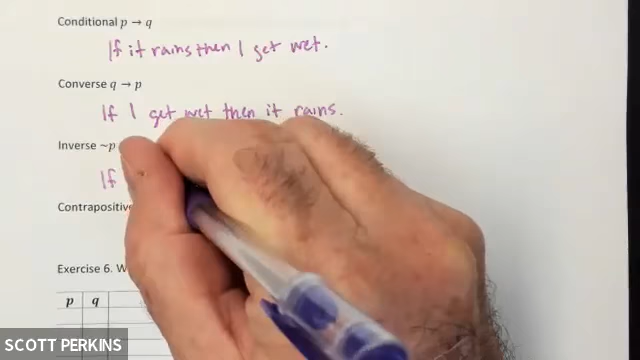 Conditional p → q
If it rains then I get wet.
Converse q → p
If I get wet then it rains.
Inverse ~p
If
Contrapositive
Exercise 6. W
p q
SCOTT PERKINS